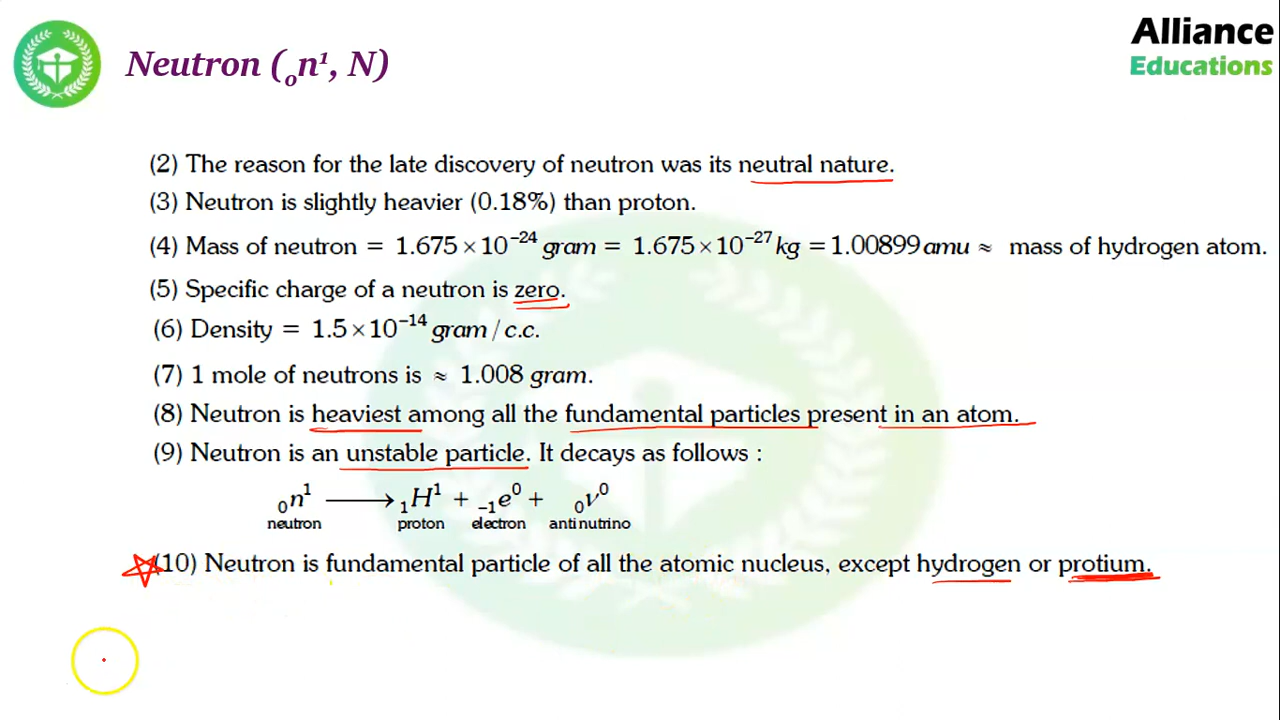 Alliance
Educations
Neutron (₀n¹, N)
(2) The reason for the late discovery of neutron was its neutral nature.
(3) Neutron is slightly heavier (0.18%) than proton.
(4) Mass of neutron = 1.675 × 10⁻²⁴ gram = 1.675 × 10⁻²⁷ kg = 1.00899 amu ≈ mass of hydrogen atom.
(5) Specific charge of a neutron is zero.
(6) Density = 1.5 × 10⁻¹⁴ gram / c.c.
(7) 1 mole of neutrons is ≈ 1.008 gram.
(8) Neutron is heaviest among all the fundamental particles present in an atom.
(9) Neutron is an unstable particle. It decays as follows :
₀n¹ ⟶ ₁H¹ + ₋₁e⁰ + ₀ν⁰
neutron proton electron anti nutrino
(10) Neutron is fundamental particle of all the atomic nucleus, except hydrogen or protium.